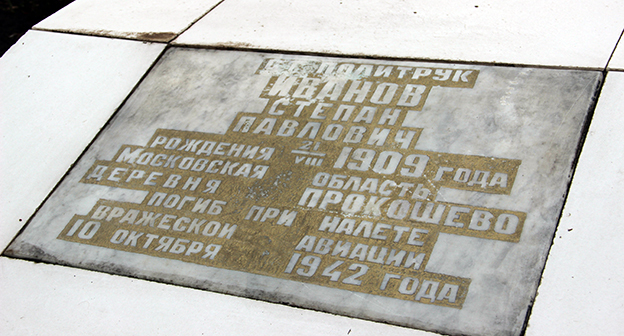 ПОЛИТРУК
ИВАНОВ
СТЕПАН
ПАВЛОВИЧ
РОЖДЕНИЯ 21/VIII 1909 ГОДА
МОСКОВСКАЯ ОБЛАСТЬ
ДЕРЕВНЯ ПРОКОШЕВО
ПОГИБ ПРИ НАЛЕТЕ
ВРАЖЕСКОЙ АВИАЦИИ
10 ОКТЯБРЯ 1942 ГОДА